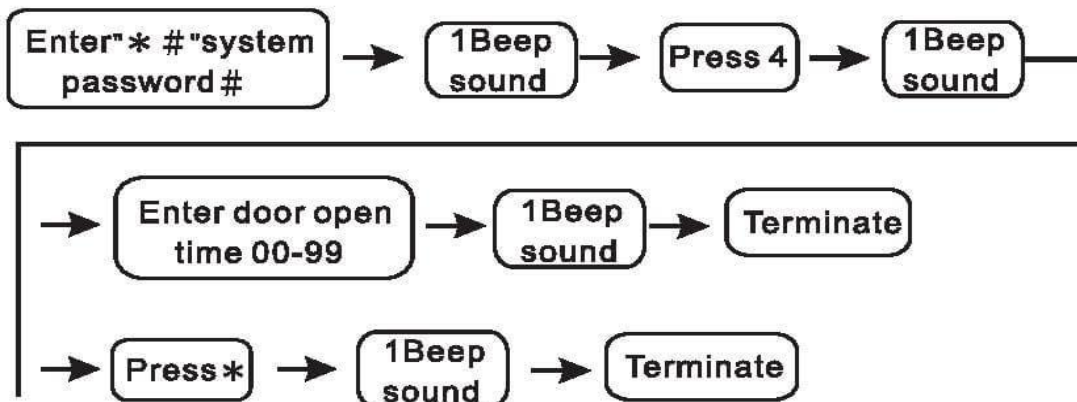 Enter"* #"system
password #
1Beep
sound
Press 4
1Beep
sound
Enter door open
time 00-99
1Beep
sound
Terminate
Press *
1Beep
sound
Terminate